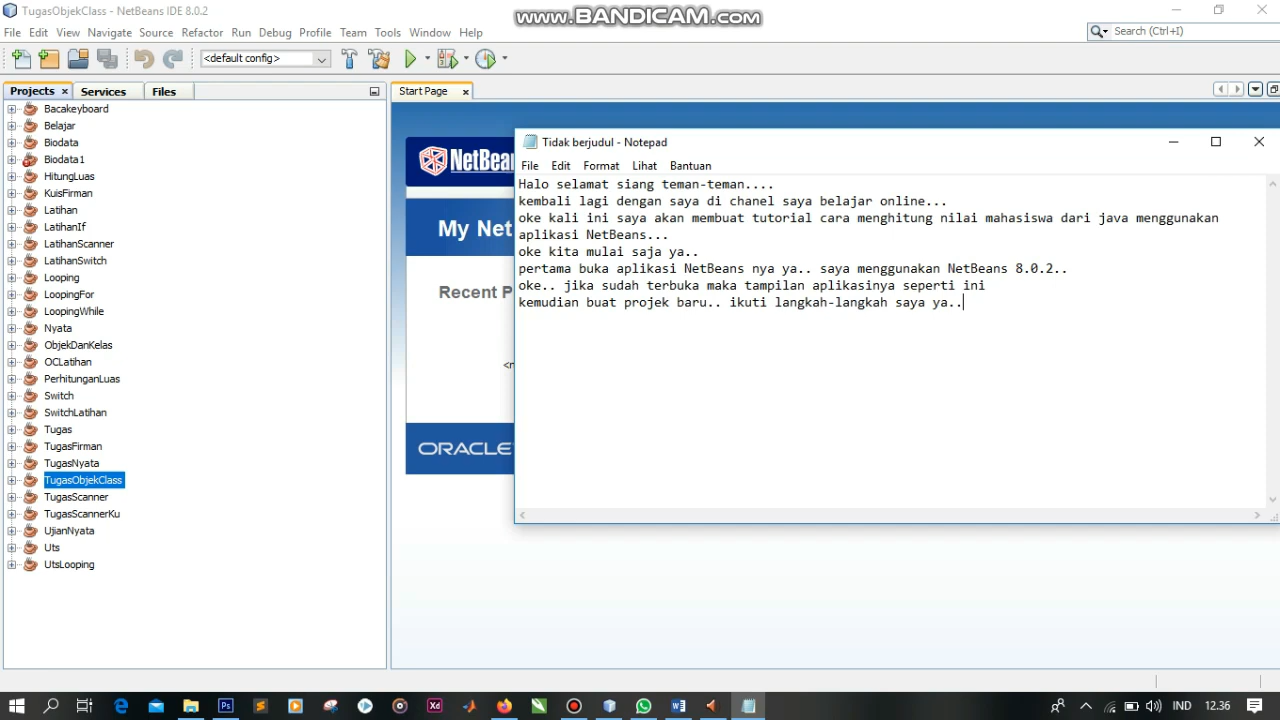 TugasObjekClass - NetBeans IDE 8.0.2
www.BANDICAM.com
File Edit View Navigate Source Refactor Run Debug Profile Team Tools Window Help
Search (Ctrl+I)
<default config>
Projects Services Files
Start Page
Bacakeyboard
Belajar
Biodata
Biodata1
HitungLuas
KuisFirman
Latihan
LatihanIf
LatihanScanner
LatihanSwitch
Looping
LoopingFor
LoopingWhile
Nyata
ObjekDanKelas
OCLatihan
PerhitunganLuas
Switch
SwitchLatihan
Tugas
TugasFirman
TugasNyata
TugasObjekClass
TugasScanner
TugasScannerKu
UjianNyata
Uts
UtsLooping
NetBean
My Net
Recent P
<n
ORACLE
Tidak berjudul - Notepad
File Edit Format Lihat Bantuan
Halo selamat siang teman-teman....
kembali lagi dengan saya di chanel saya belajar online...
oke kali ini saya akan membuat tutorial cara menghitung nilai mahasiswa dari java menggunakan
aplikasi NetBeans...
oke kita mulai saja ya..
pertama buka aplikasi NetBeans nya ya.. saya menggunakan NetBeans 8.0.2..
oke.. jika sudah terbuka maka tampilan aplikasinya seperti ini
kemudian buat projek baru.. ikuti langkah-langkah saya ya..
Ps
Xd
IND
12.36